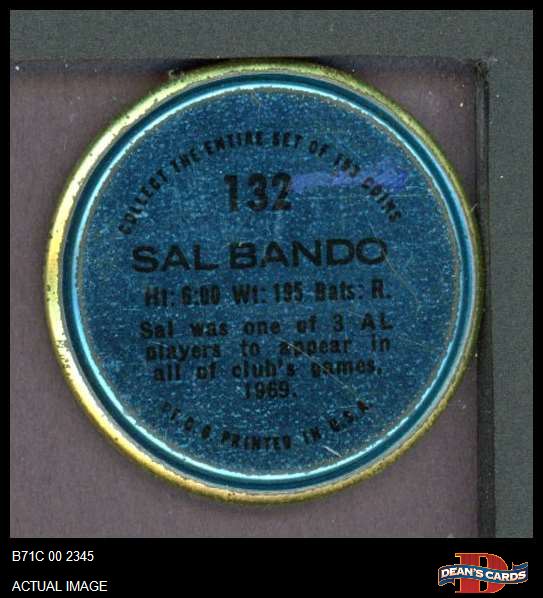 COLLECT THE ENTIRE SET OF 153 COINS
132
SAL BANDO
Ht: 6:00 Wt: 195 Bats: R.
Sal was one of 3 AL
players to appear in
all of club's games,
1969.
PRINTED IN U.S.A.
B71C 00 2345
ACTUAL IMAGE
D
DEAN'S CARDS